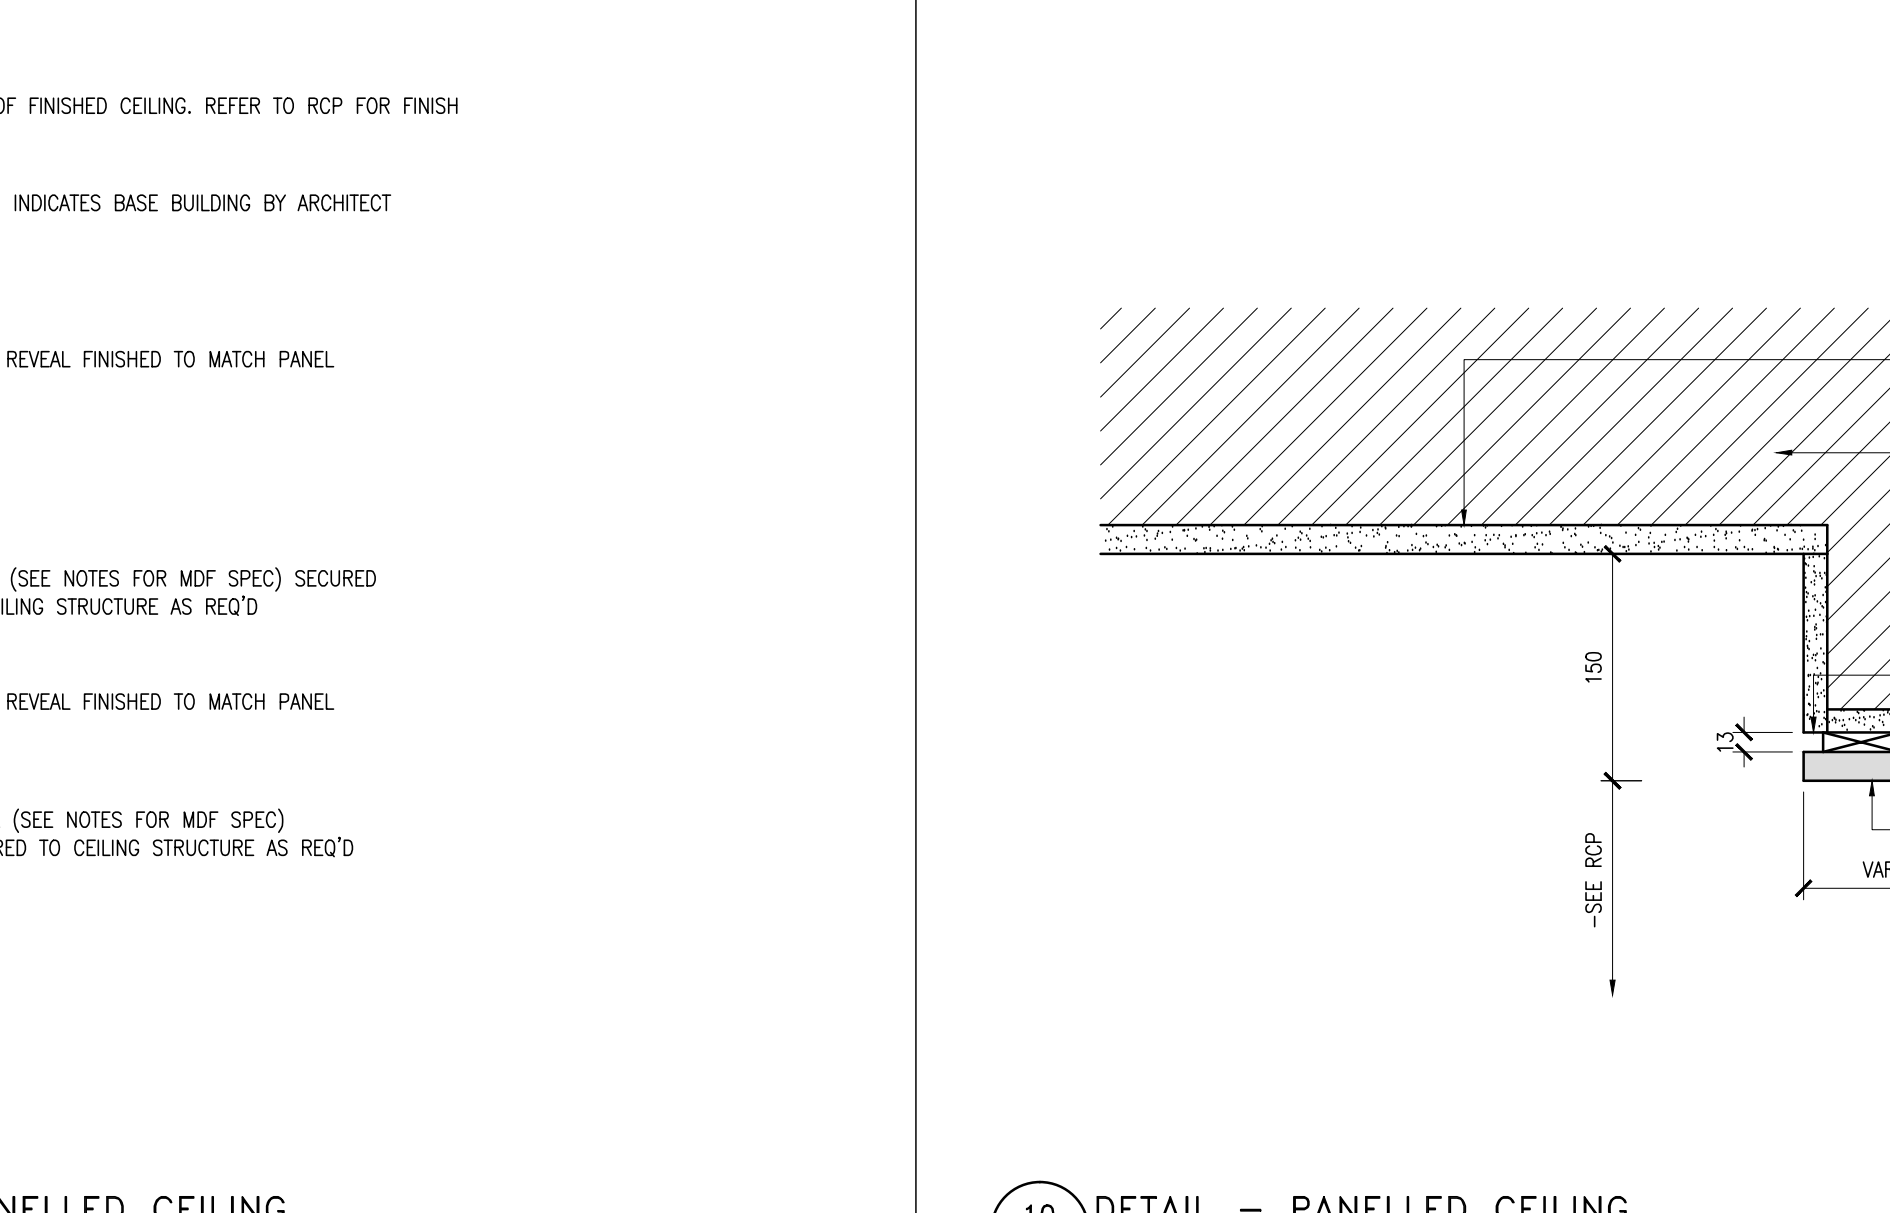 OF FINISHED CEILING. REFER TO RCP FOR FINISH
INDICATES BASE BUILDING BY ARCHITECT
REVEAL FINISHED TO MATCH PANEL
(SEE NOTES FOR MDF SPEC) SECURED
ILING STRUCTURE AS REQ'D
REVEAL FINISHED TO MATCH PANEL
(SEE NOTES FOR MDF SPEC)
RED TO CEILING STRUCTURE AS REQ'D
NELLED CEILING
150
13
-SEE RCP
DETAIL - PANELLED CEILING